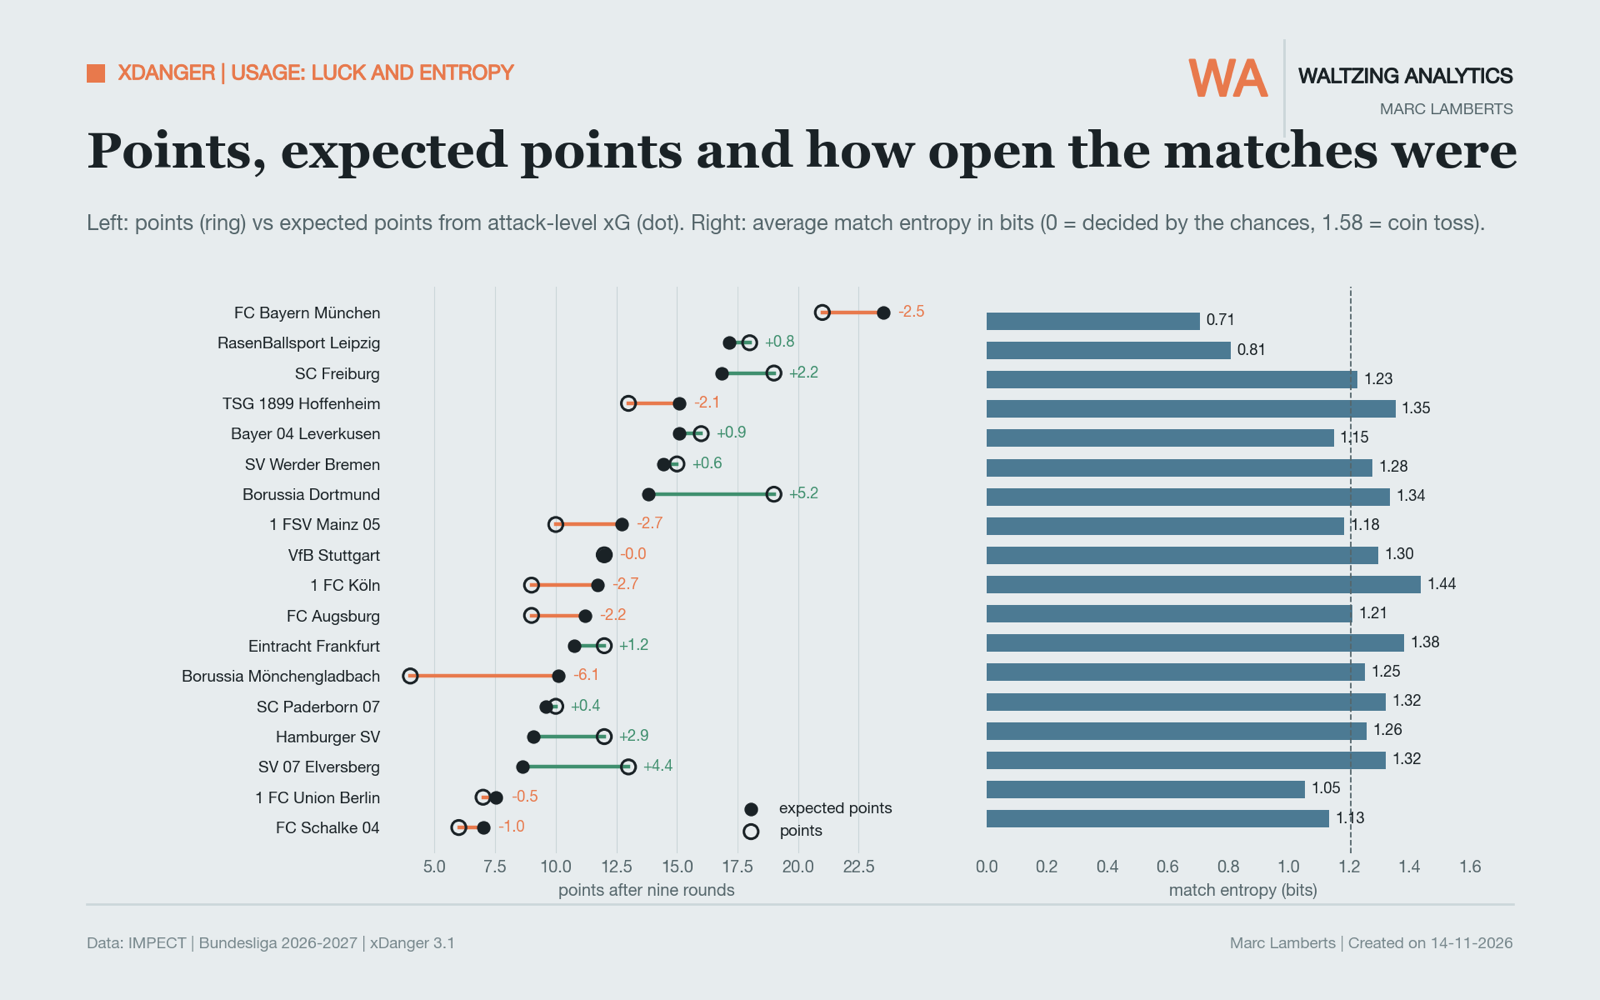 XDANGER | USAGE: LUCK AND ENTROPY
WA
WALTZING ANALYTICS
MARC LAMBERTS
Points, expected points and how open the matches were
Left: points (ring) vs expected points from attack-level xG (dot). Right: average match entropy in bits (0 = decided by the chances, 1.58 = coin toss).
FC Bayern München -2.5 0.71
RasenBallsport Leipzig +0.8 0.81
SC Freiburg +2.2 1.23
TSG 1899 Hoffenheim -2.1 1.35
Bayer 04 Leverkusen +0.9 1.15
SV Werder Bremen +0.6 1.28
Borussia Dortmund +5.2 1.34
1 FSV Mainz 05 -2.7 1.18
VfB Stuttgart -0.0 1.30
1 FC Köln -2.7 1.44
FC Augsburg -2.2 1.21
Eintracht Frankfurt +1.2 1.38
Borussia Mönchengladbach -6.1 1.25
SC Paderborn 07 +0.4 1.32
Hamburger SV +2.9 1.26
SV 07 Elversberg +4.4 1.32
1 FC Union Berlin -0.5 1.05
FC Schalke 04 -1.0 1.13
expected points
points
5.0 7.5 10.0 12.5 15.0 17.5 20.0 22.5
points after nine rounds
0.0 0.2 0.4 0.6 0.8 1.0 1.2 1.4 1.6
match entropy (bits)
Data: IMPECT | Bundesliga 2026-2027 | xDanger 3.1
Marc Lamberts | Created on 14-11-2026